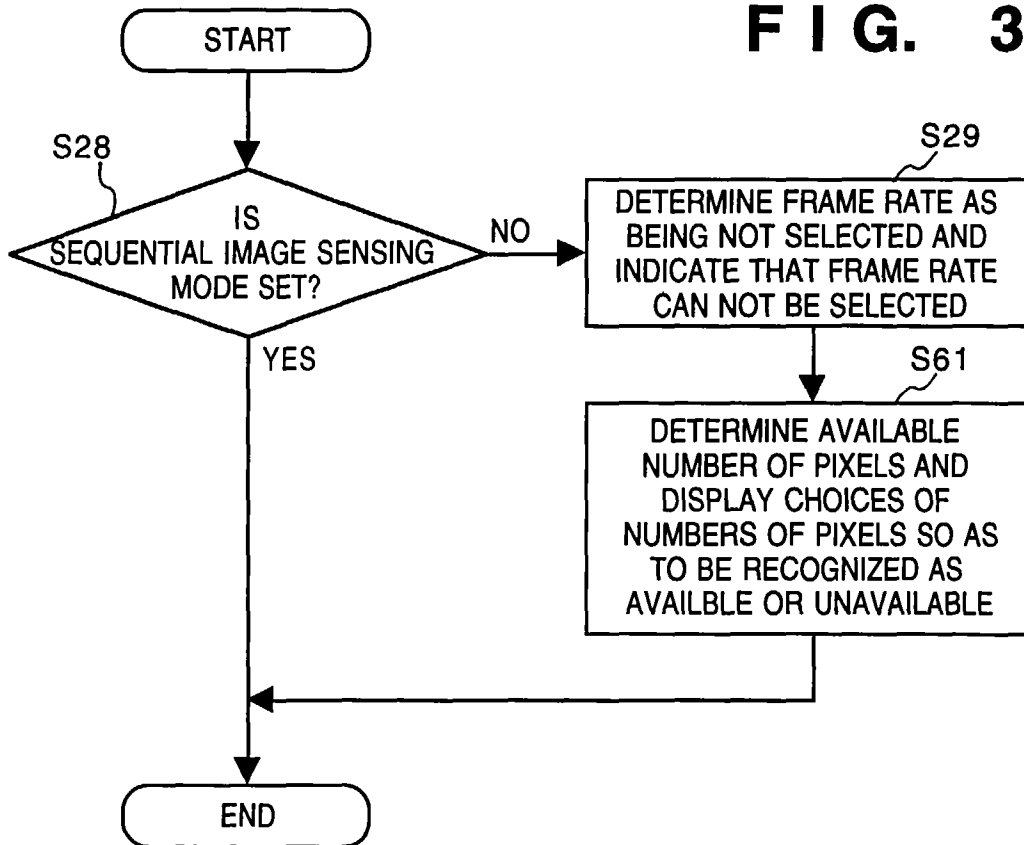 FIG. 3
START
S28
IS
SEQUENTIAL IMAGE SENSING
MODE SET?
NO
YES
S29
DETERMINE FRAME RATE AS
BEING NOT SELECTED AND
INDICATE THAT FRAME RATE
CAN NOT BE SELECTED
S61
DETERMINE AVAILABLE
NUMBER OF PIXELS AND
DISPLAY CHOICES OF
NUMBERS OF PIXELS SO AS
TO BE RECOGNIZED AS
AVAILBLE OR UNAVAILABLE
END